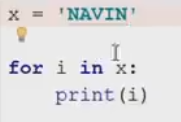 x = 'NAVIN'
for i in x:
    print(i)